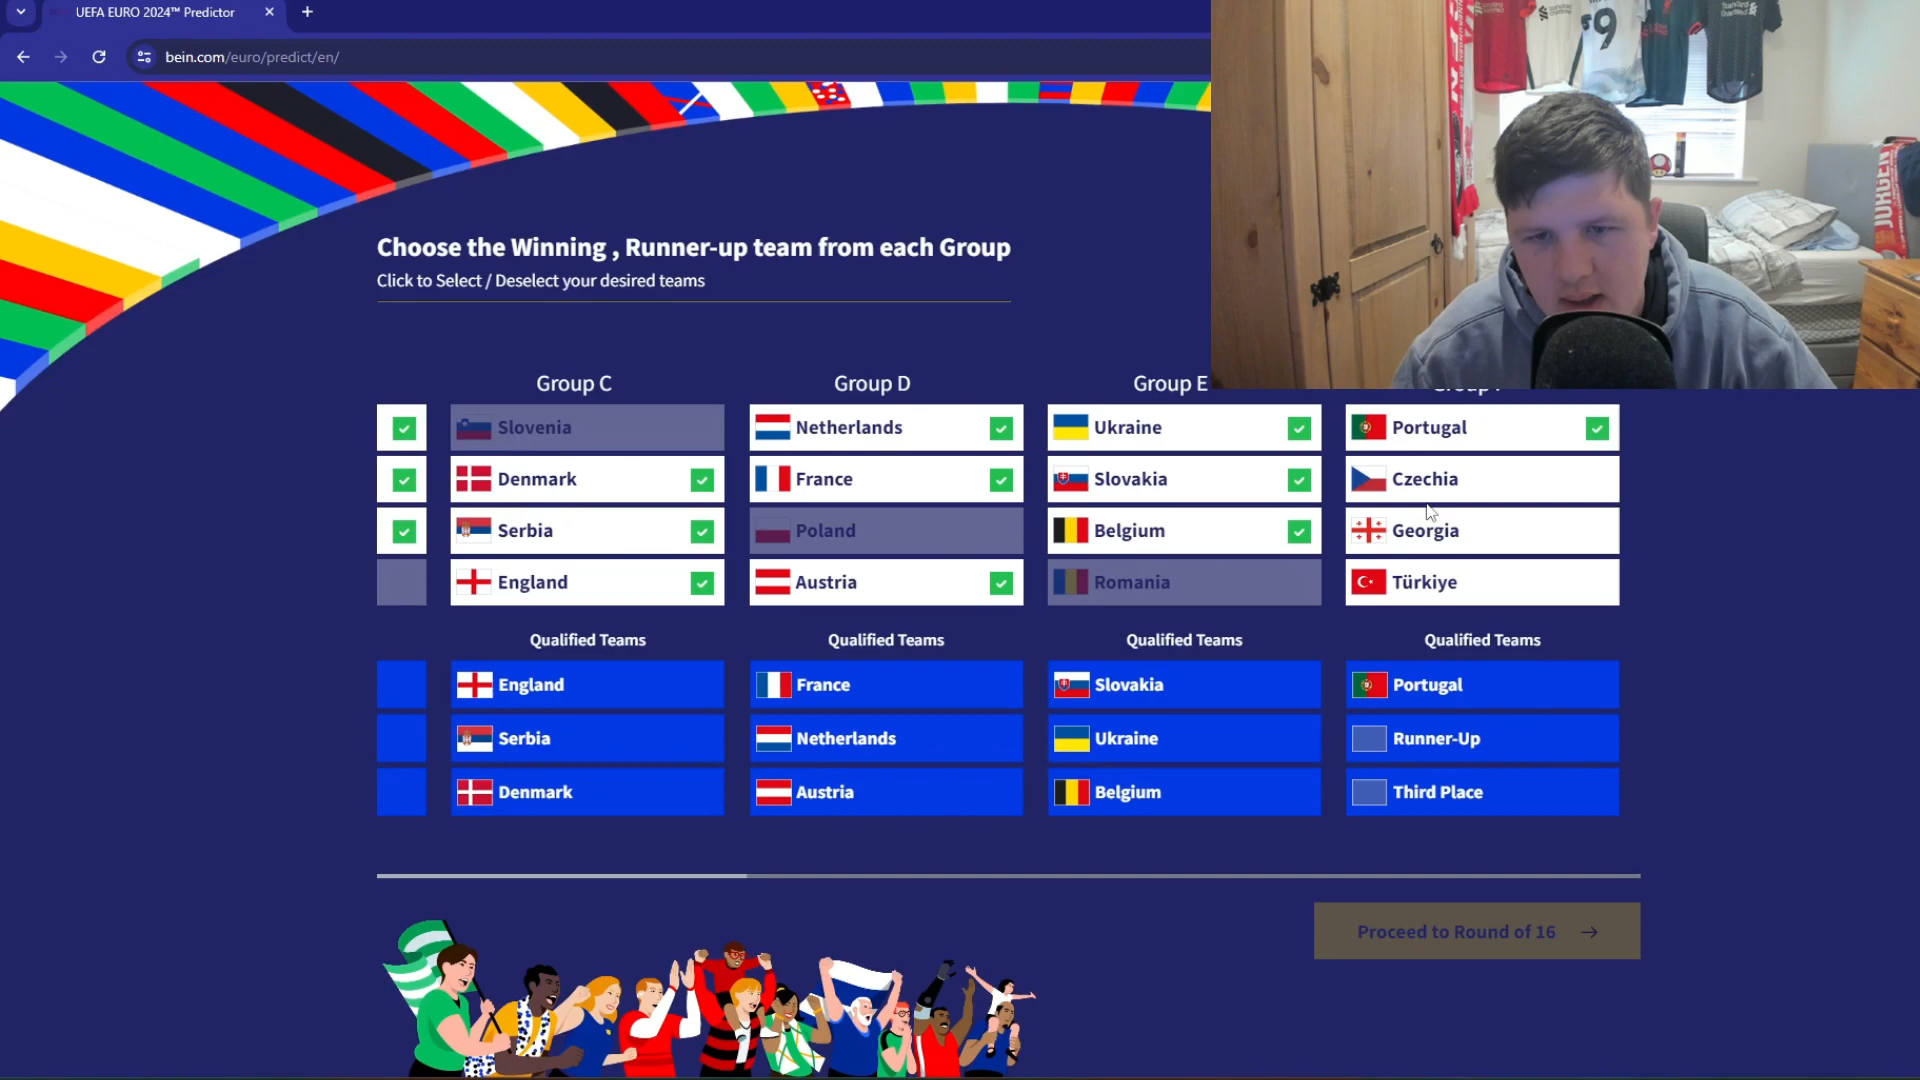 UEFA EURO 2024™ Predictor
bein.com/euro/predict/en/
Choose the Winning , Runner-up team from each Group
Click to Select / Deselect your desired teams
Group C
Slovenia
Denmark
Serbia
England
Qualified Teams
England
Serbia
Denmark
Group D
Netherlands
France
Poland
Austria
Qualified Teams
France
Netherlands
Austria
Group E
Ukraine
Slovakia
Belgium
Romania
Qualified Teams
Slovakia
Ukraine
Belgium
Portugal
Czechia
Georgia
Türkiye
Qualified Teams
Portugal
Runner-Up
Third Place
Proceed to Round of 16
9
JURGEN